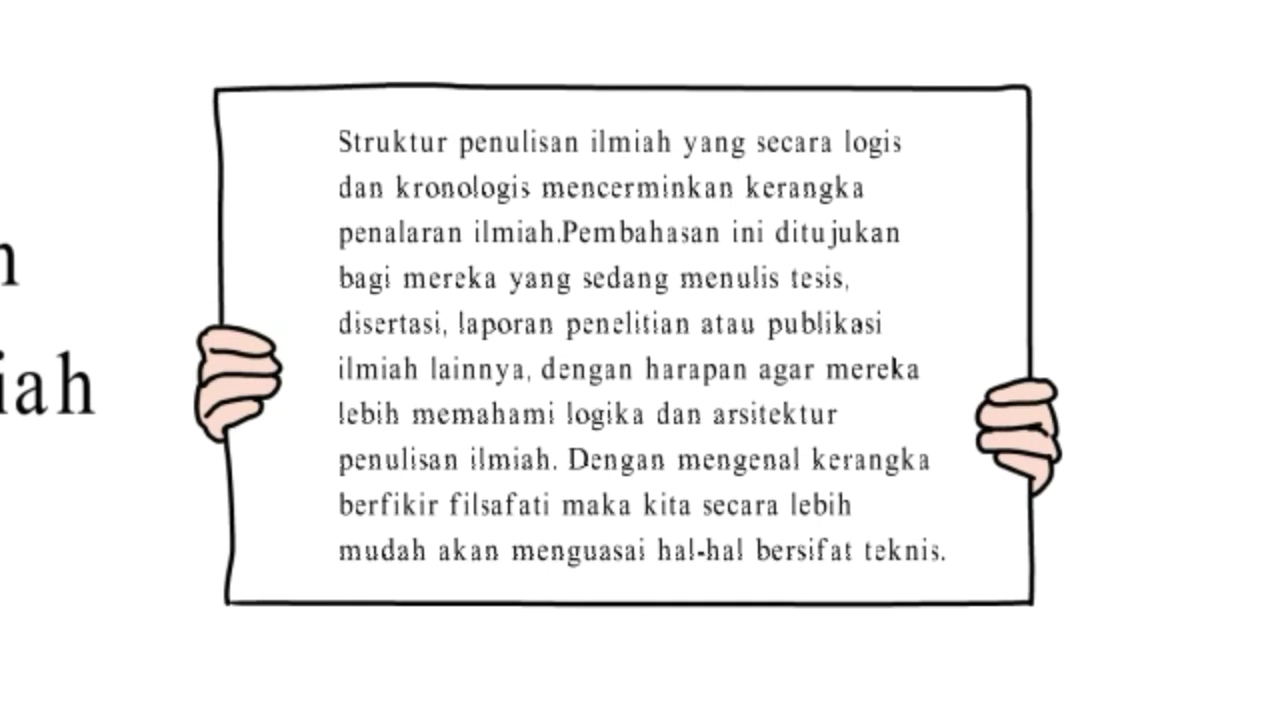 Struktur penulisan ilmiah yang secara logis
dan kronologis mencerminkan kerangka
penalaran ilmiah.Pembahasan ini ditujukan
bagi mereka yang sedang menulis tesis,
disertasi, laporan penelitian atau publikasi
ilmiah lainnya, dengan harapan agar mereka
lebih memahami logika dan arsitektur
penulisan ilmiah. Dengan mengenal kerangka
berfikir filsafati maka kita secara lebih
mudah akan menguasai hal-hal bersifat teknis.